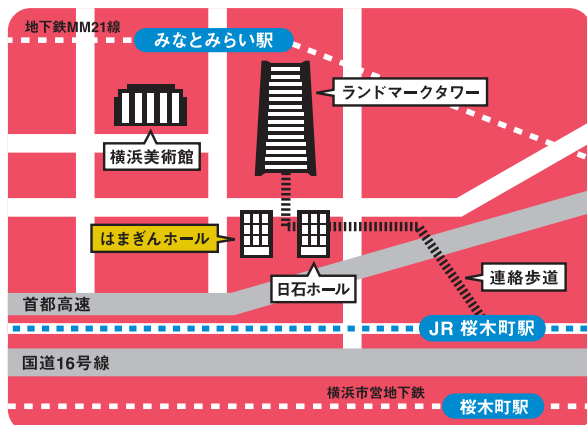 地下鉄MM21線
みなとみらい駅
ランドマークタワー
横浜美術館
はまぎんホール
日石ホール
連絡歩道
首都高速
JR 桜木町駅
国道16号線
横浜市営地下鉄
桜木町駅